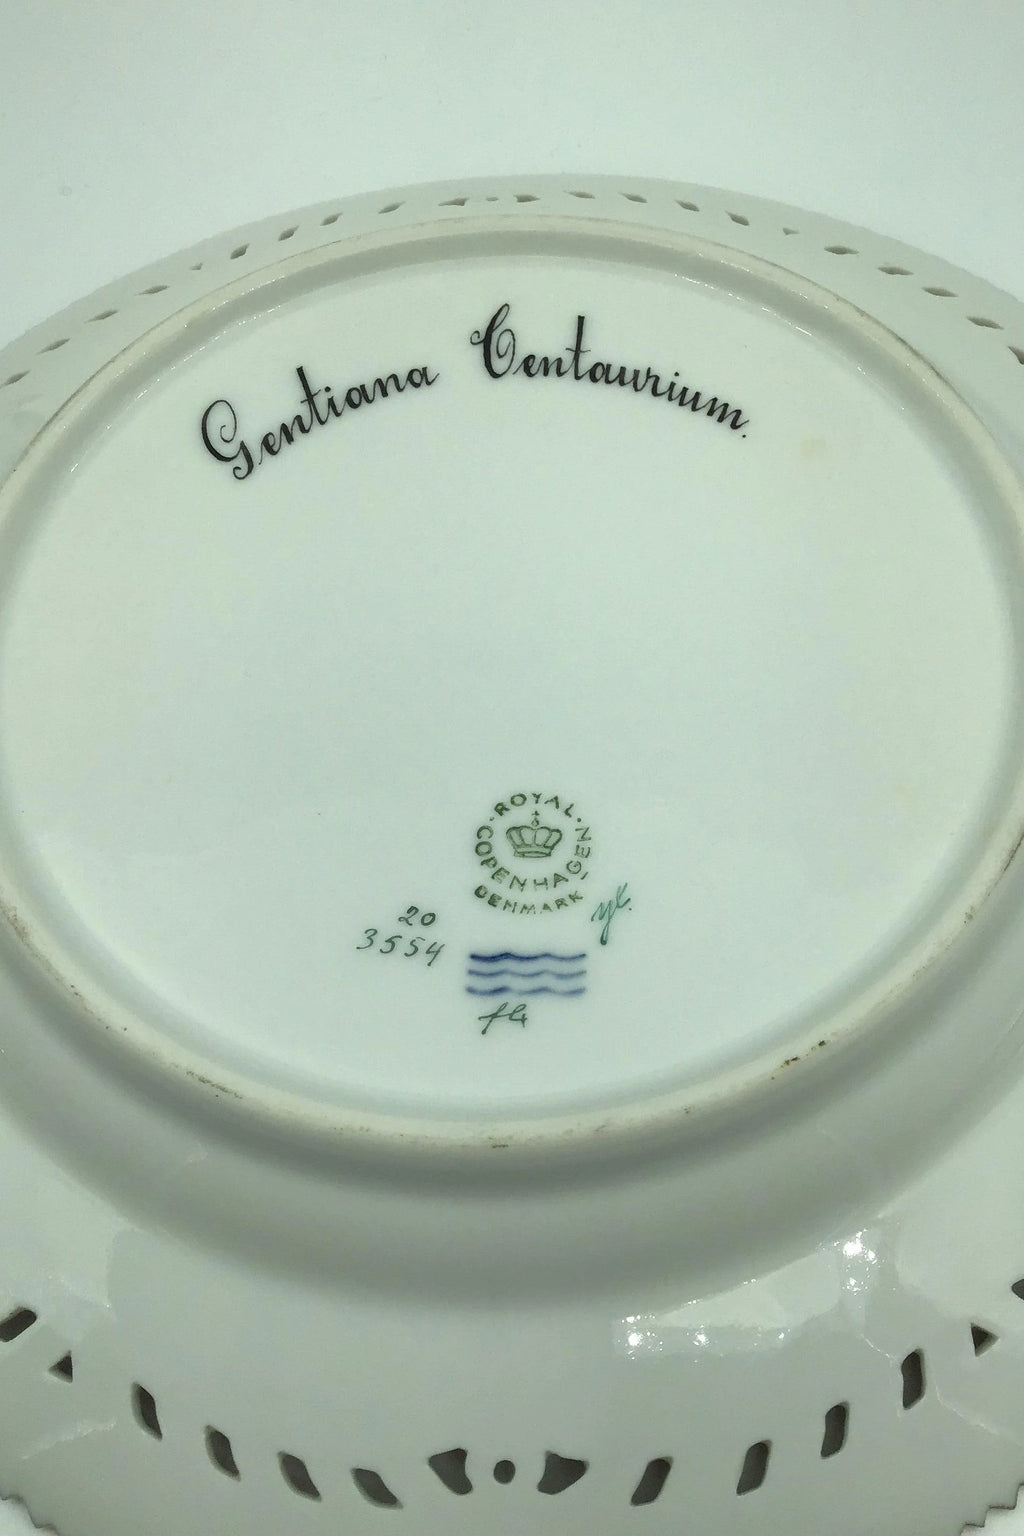 Gentiana Centaurium.
ROYAL
COPENHAGEN
DENMARK
20
3554